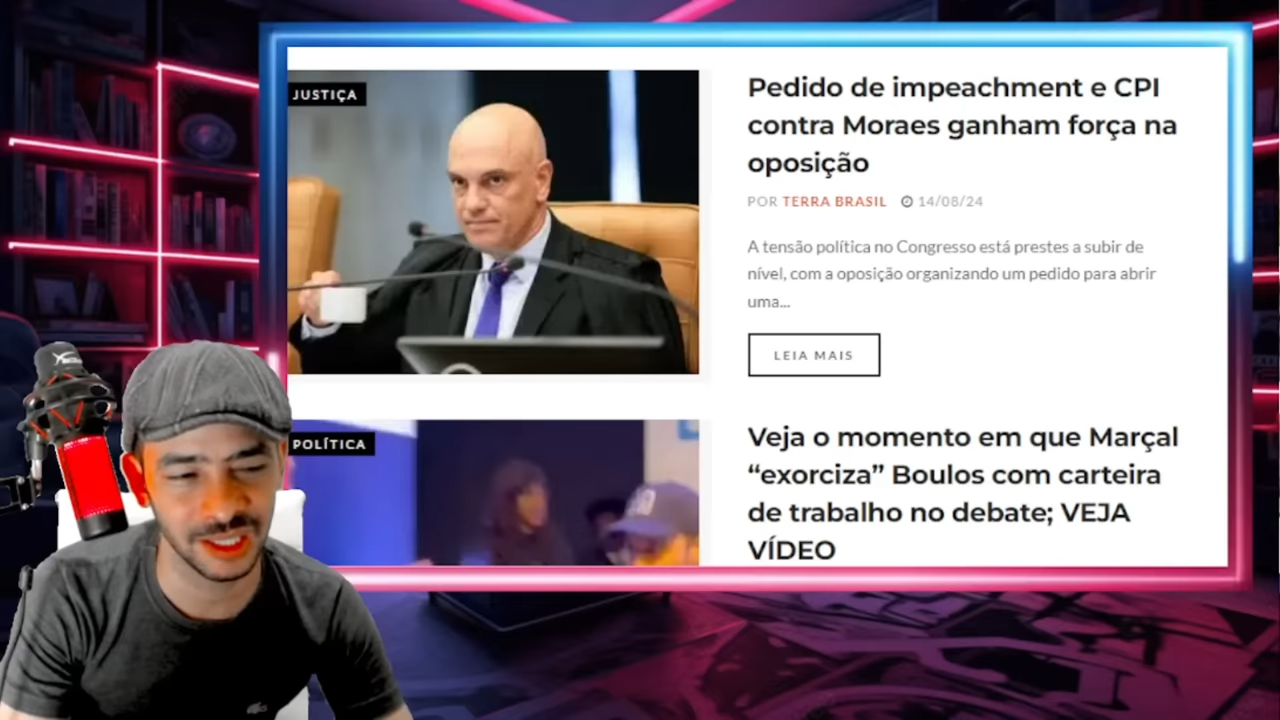 JUSTIÇA
Pedido de impeachment e CPI
contra Moraes ganham força na
oposição
POR TERRA BRASIL 14/08/24
A tensão política no Congresso está prestes a subir de
nível, com a oposição organizando um pedido para abrir
uma...
LEIA MAIS
POLÍTICA
Veja o momento em que Marçal
“exorciza” Boulos com carteira
de trabalho no debate; VEJA
VÍDEO